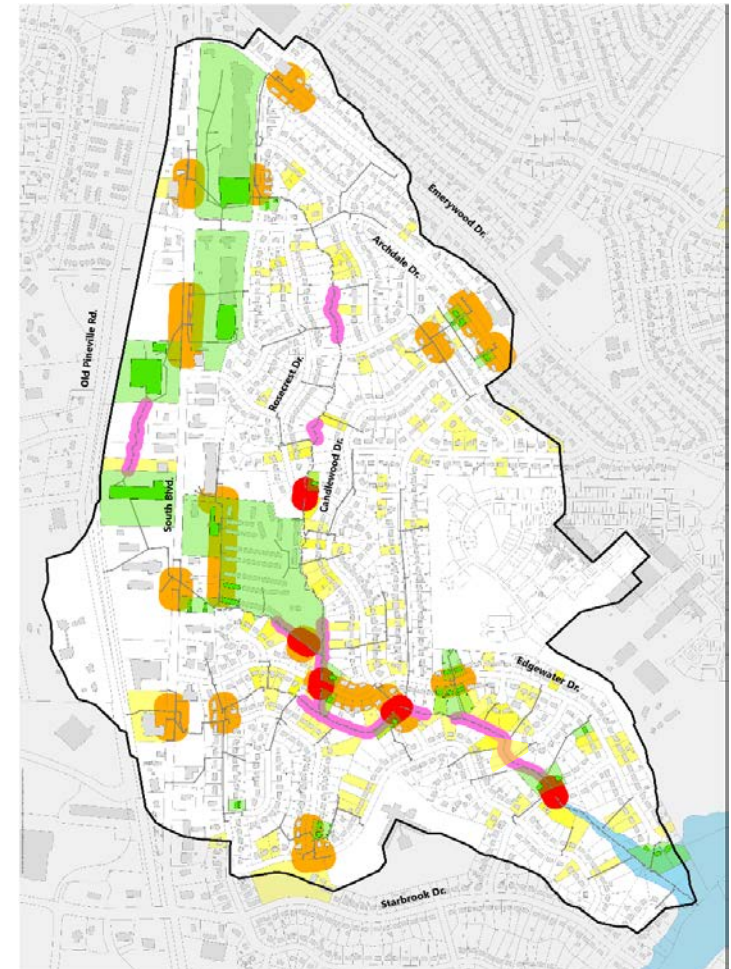 Emerywood Dr.
Archdale Dr.
Old Pineville Rd.
Rosecrest Dr.
Candlewood Dr.
South Blvd.
Edgewater Dr.
Starbrook Dr.